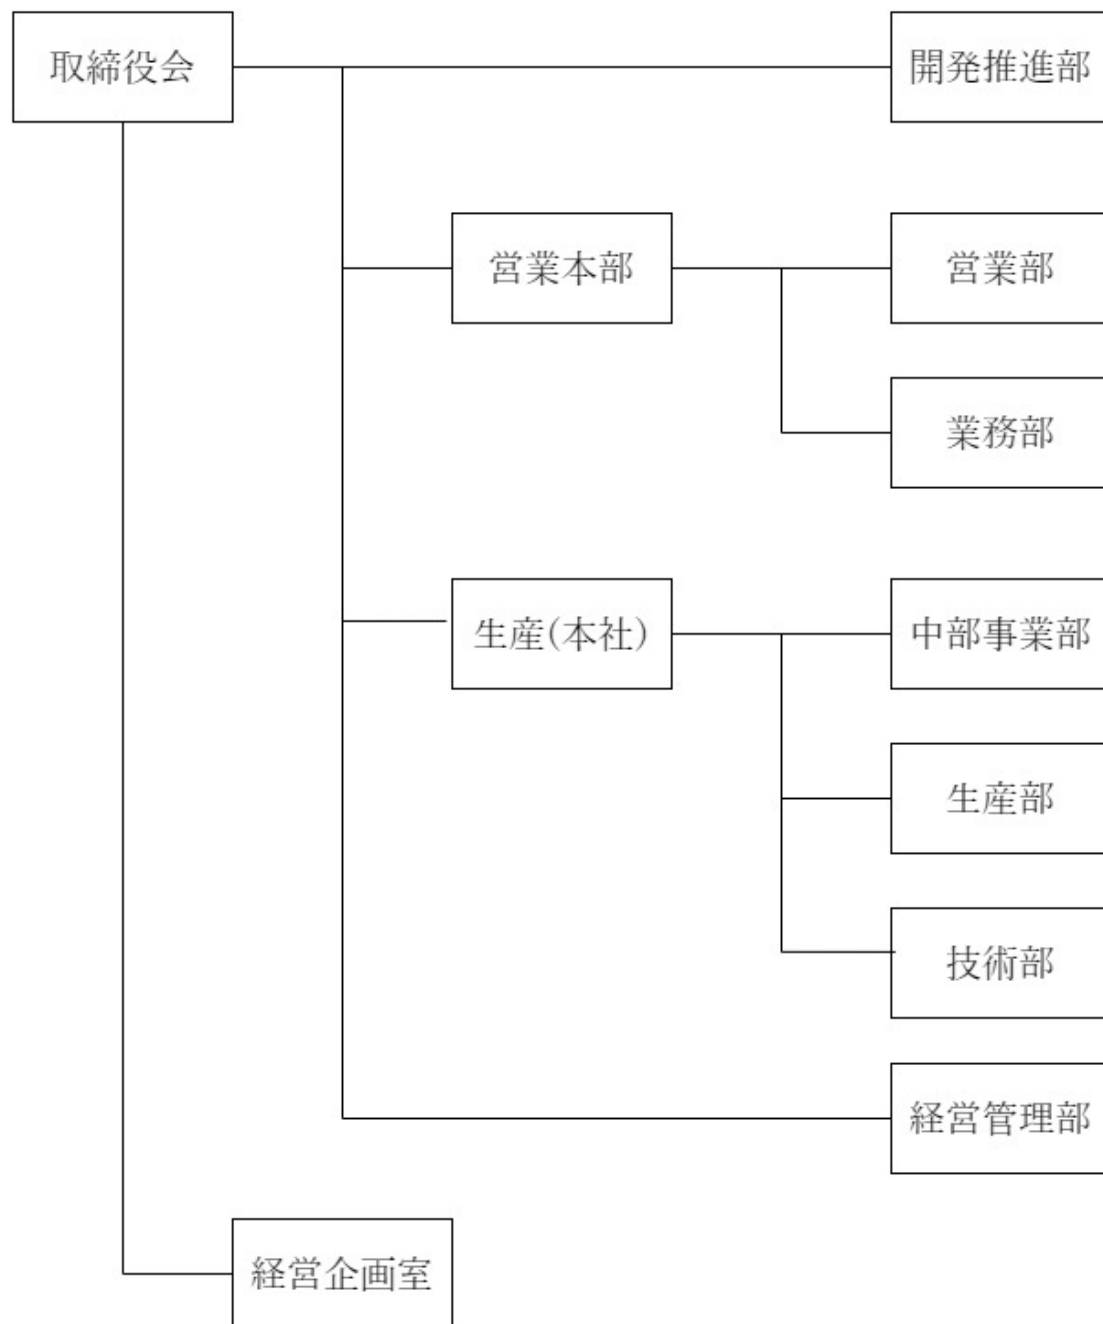 取締役会
開発推進部
営業本部
営業部
業務部
生産(本社)
中部事業部
生産部
技術部
経営管理部
経営企画室